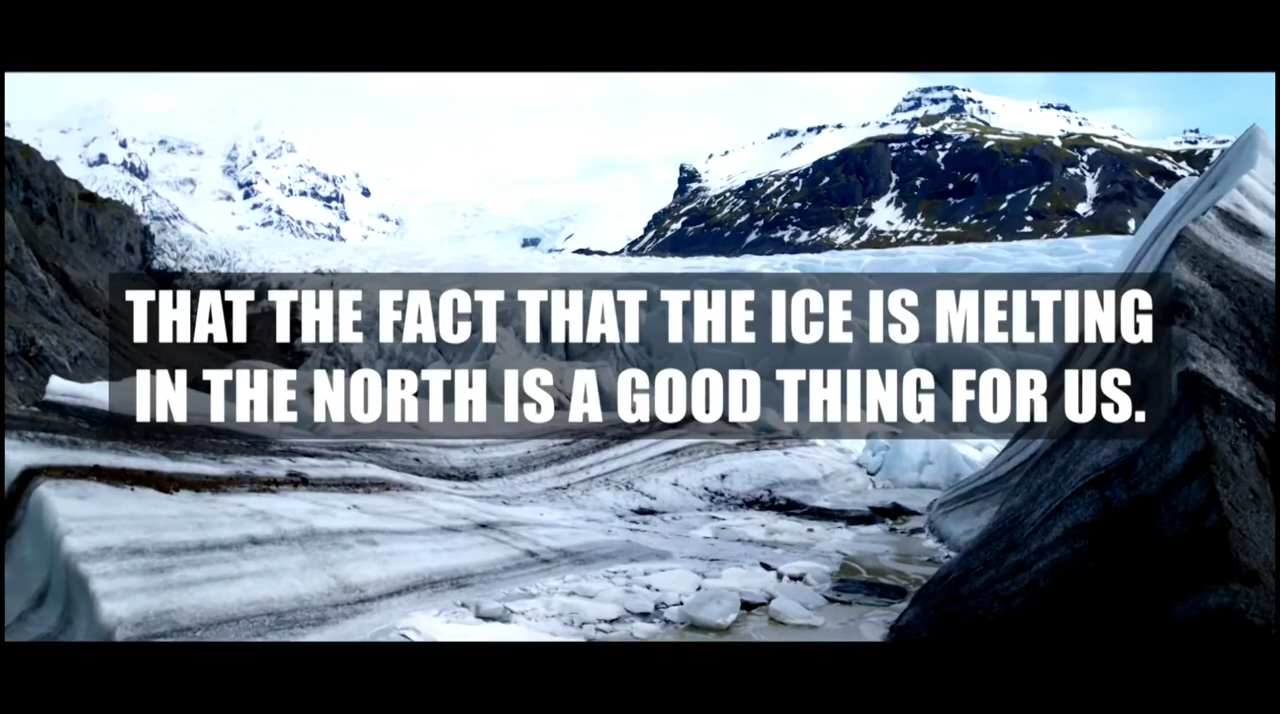 THAT THE FACT THAT THE ICE IS MELTING
IN THE NORTH IS A GOOD THING FOR US.